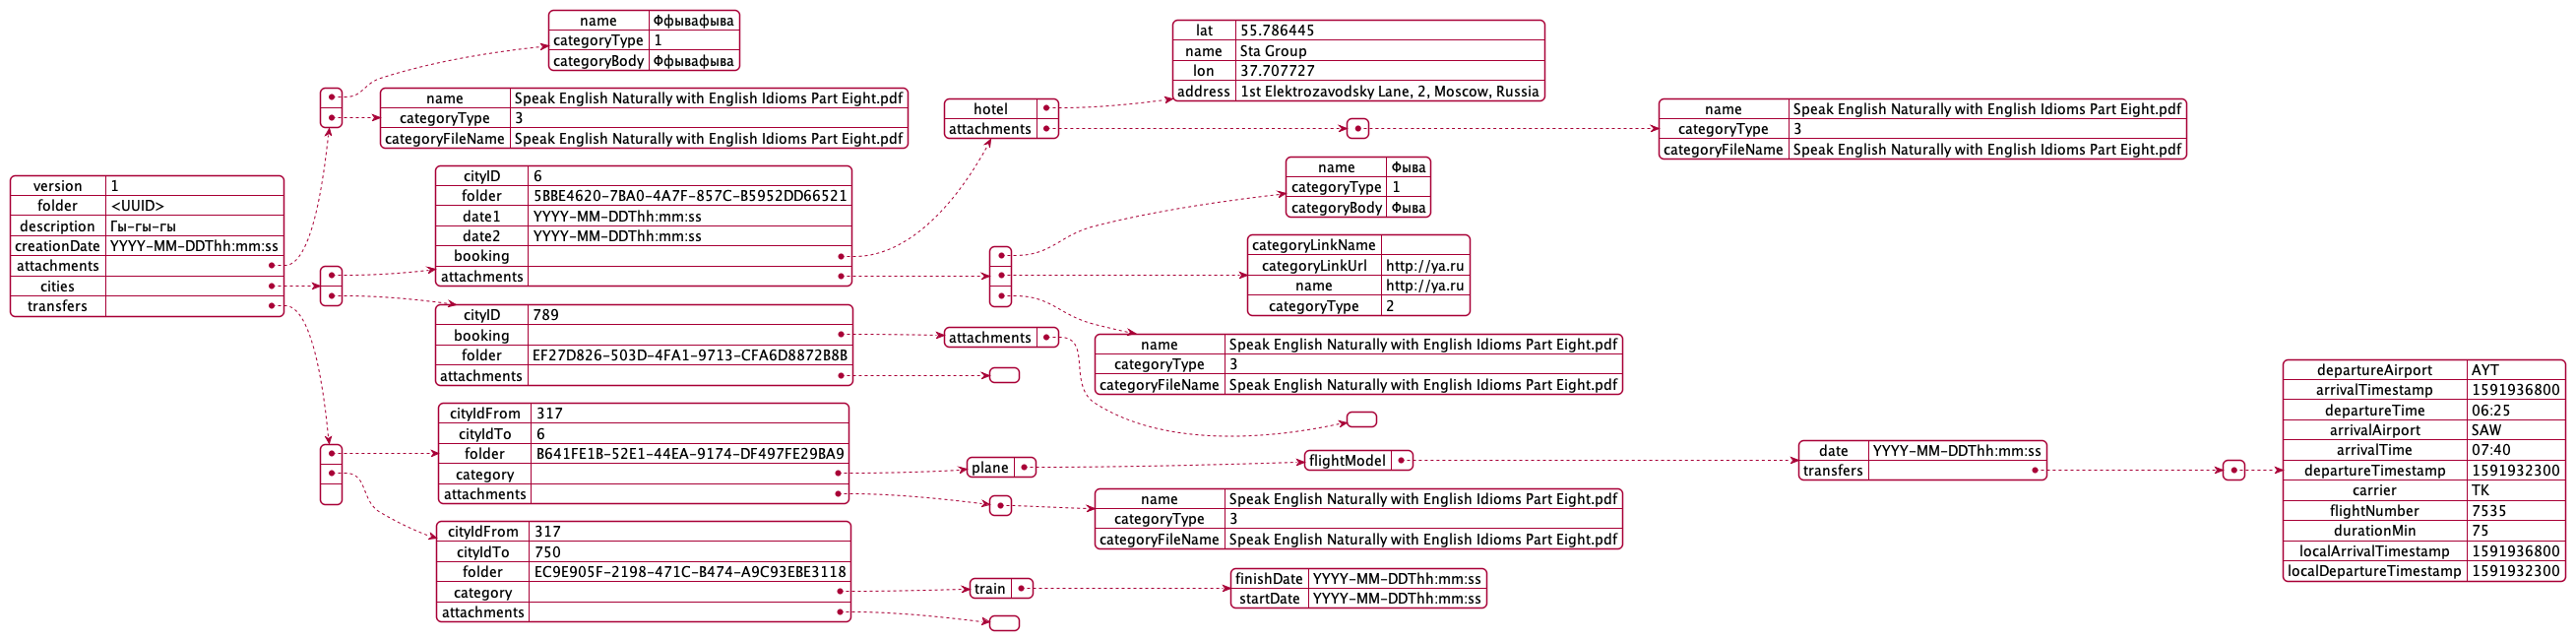 name Ффывафыва
categoryType 1
categoryBody Ффывафыва
name Speak English Naturally with English Idioms Part Eight.pdf
categoryType 3
categoryFileName Speak English Naturally with English Idioms Part Eight.pdf
version 1
folder <UUID>
description Гы-гы-гы
creationDate YYYY-MM-DDThh:mm:ss
attachments
cities
transfers
cityID 6
folder 5BBE4620-7BA0-4A7F-857C-B5952DD66521
date1 YYYY-MM-DDThh:mm:ss
date2 YYYY-MM-DDThh:mm:ss
booking
attachments
cityID 789
booking
folder EF27D826-503D-4FA1-9713-CFA6D8872B8B
attachments
cityIdFrom 317
cityIdTo 6
folder B641FE1B-52E1-44EA-9174-DF497FE29BA9
category
attachments
cityIdFrom 317
cityIdTo 750
folder EC9E905F-2198-471C-B474-A9C93EBE3118
category
attachments
hotel
attachments
lat 55.786445
name Sta Group
lon 37.707727
address 1st Elektrozavodsky Lane, 2, Moscow, Russia
name Speak English Naturally with English Idioms Part Eight.pdf
categoryType 3
categoryFileName Speak English Naturally with English Idioms Part Eight.pdf
name Фыва
categoryType 1
categoryBody Фыва
categoryLinkName
categoryLinkUrl http://ya.ru
name http://ya.ru
categoryType 2
name Speak English Naturally with English Idioms Part Eight.pdf
categoryType 3
categoryFileName Speak English Naturally with English Idioms Part Eight.pdf
attachments
plane
flightModel
date YYYY-MM-DDThh:mm:ss
transfers
departureAirport AYT
arrivalTimestamp 1591936800
departureTime 06:25
arrivalAirport SAW
arrivalTime 07:40
departureTimestamp 1591932300
carrier TK
flightNumber 7535
durationMin 75
localArrivalTimestamp 1591936800
localDepartureTimestamp 1591932300
name Speak English Naturally with English Idioms Part Eight.pdf
categoryType 3
categoryFileName Speak English Naturally with English Idioms Part Eight.pdf
train
finishDate YYYY-MM-DDThh:mm:ss
startDate YYYY-MM-DDThh:mm:ss